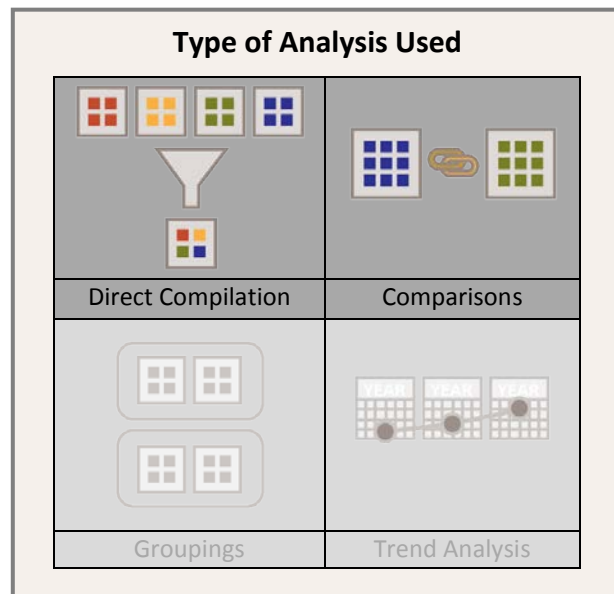 Type of Analysis Used
Direct Compilation
Comparisons
YEAR YEAR YEAR
Groupings
Trend Analysis